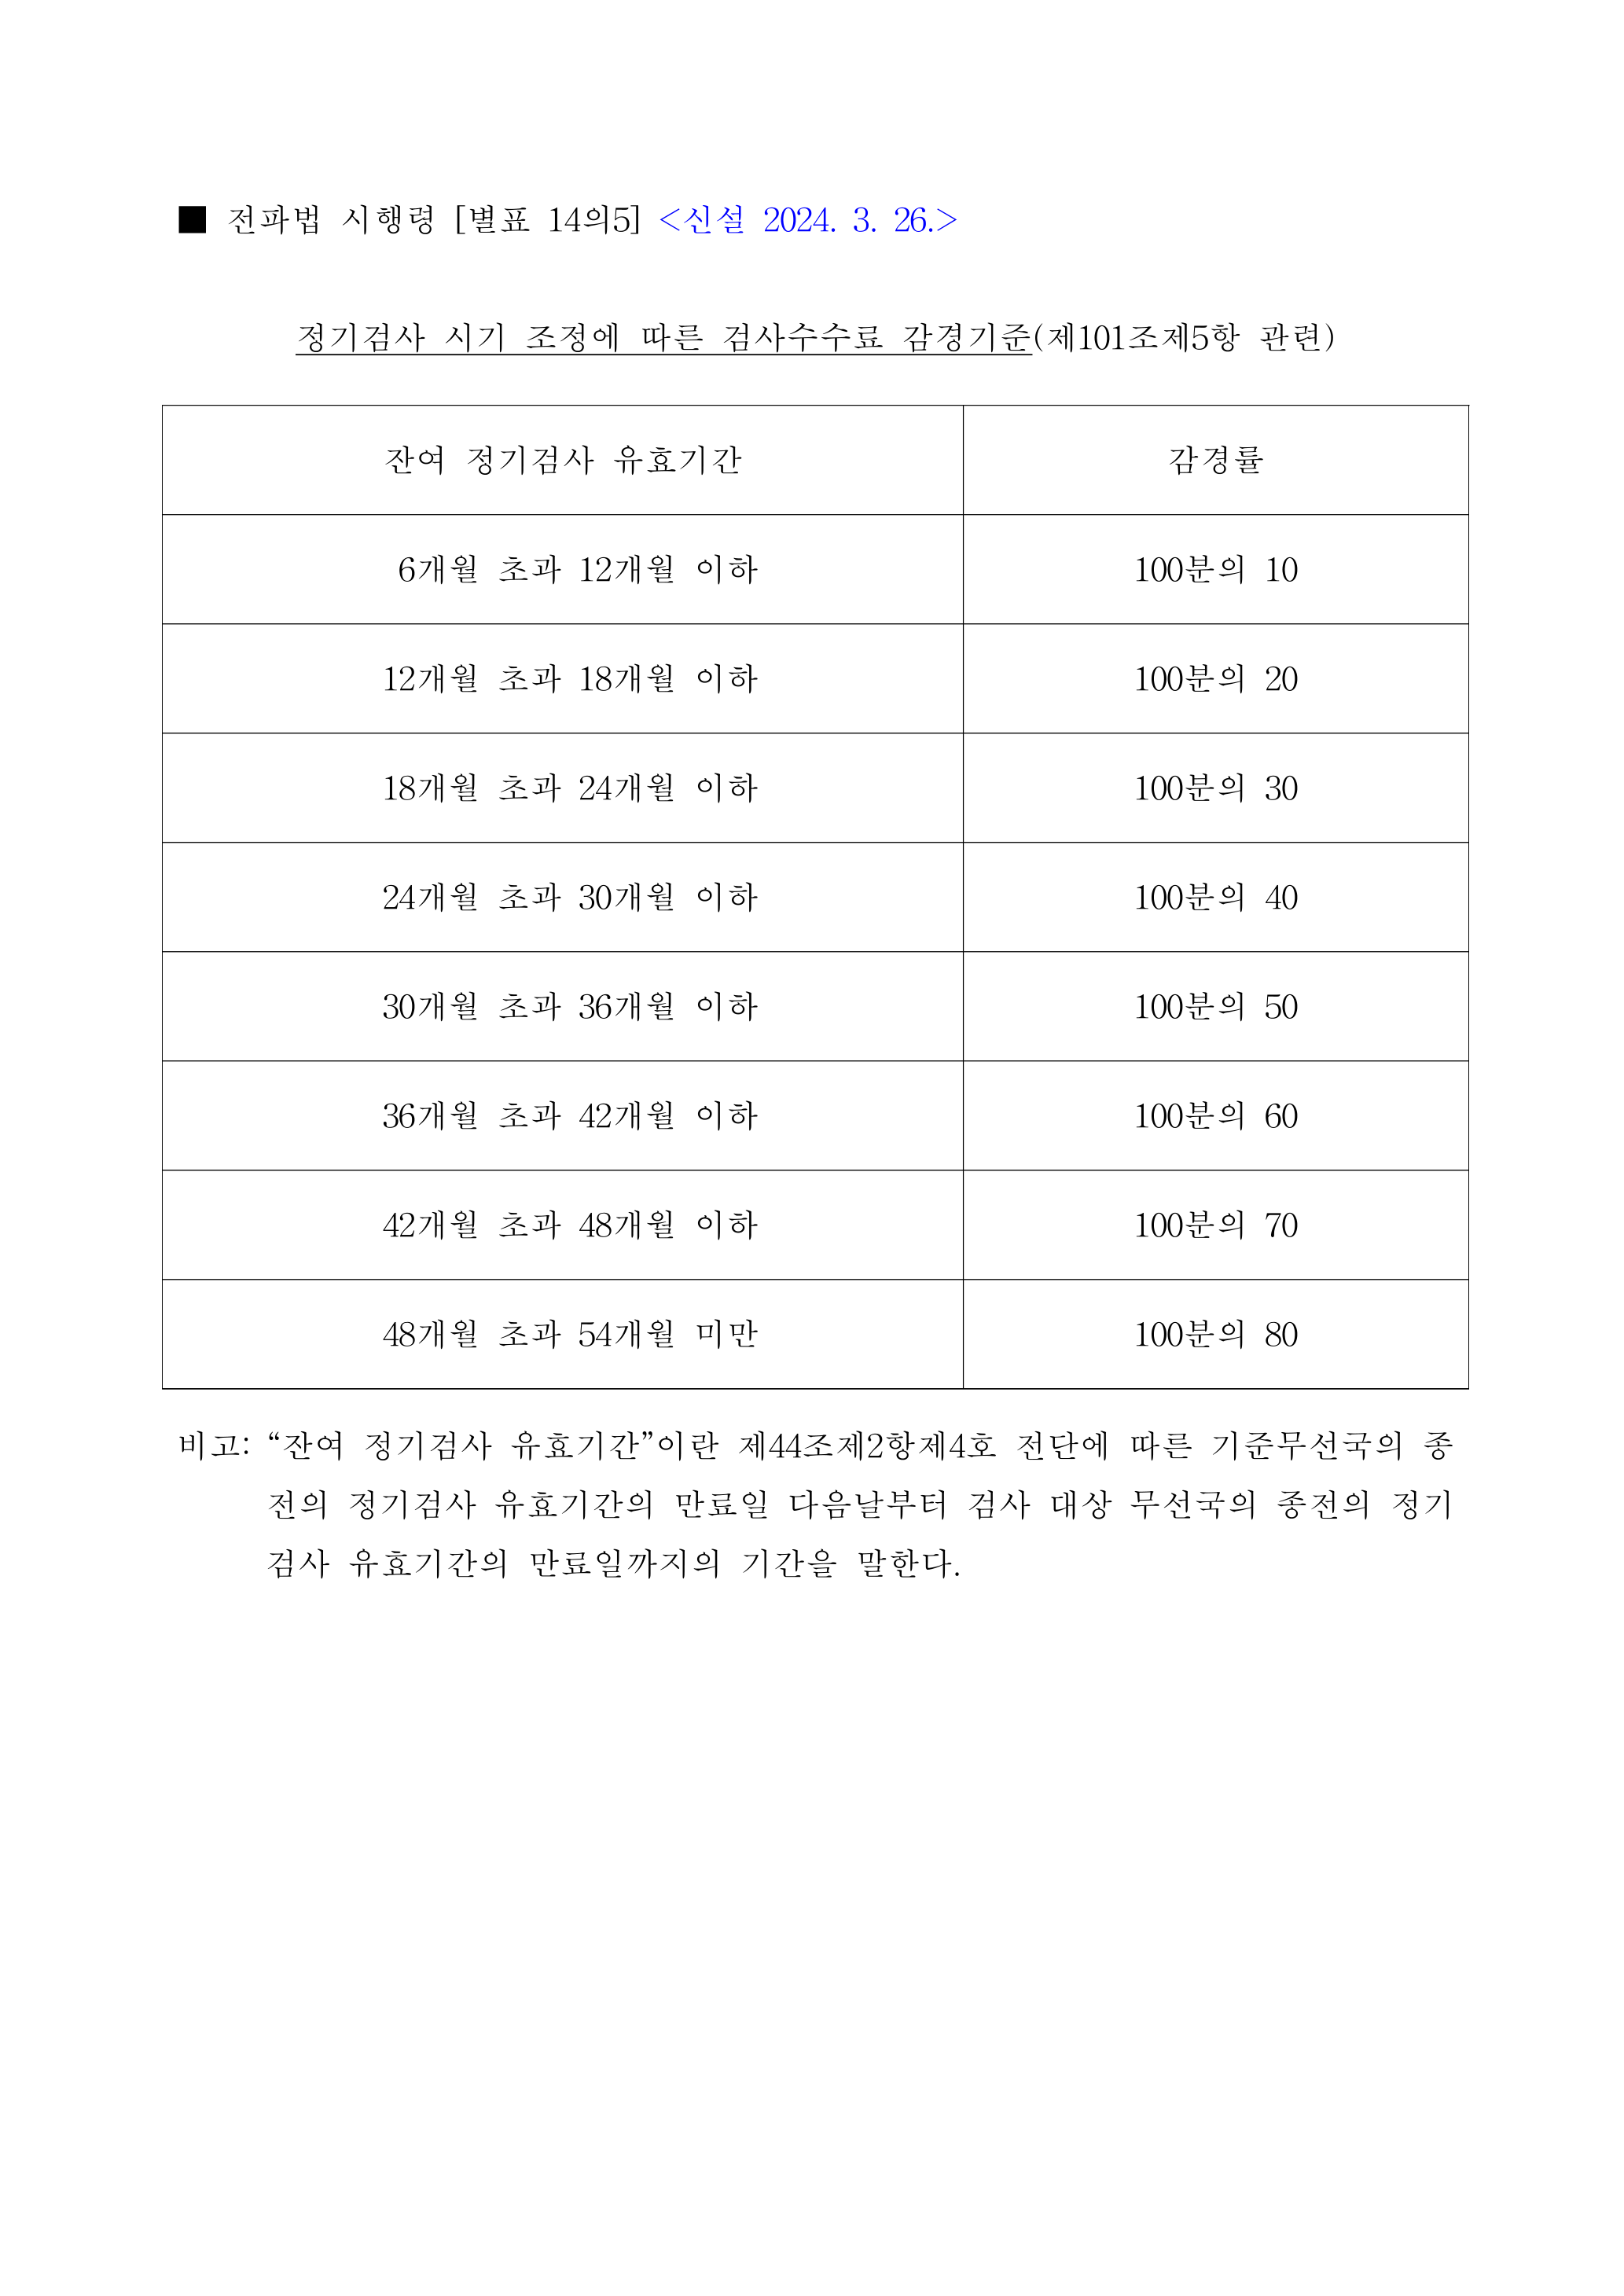 ■ 전파법 시행령 [별표 14의5] <신설 2024. 3. 26.>
정기검사 시기 조정에 따른 검사수수료 감경기준(제101조제5항 관련)
잔여 정기검사 유효기간 감경률
6개월 초과 12개월 이하 100분의 10
12개월 초과 18개월 이하 100분의 20
18개월 초과 24개월 이하 100분의 30
24개월 초과 30개월 이하 100분의 40
30개월 초과 36개월 이하 100분의 50
36개월 초과 42개월 이하 100분의 60
42개월 초과 48개월 이하 100분의 70
48개월 초과 54개월 미만 100분의 80
비고: “잔여 정기검사 유효기간”이란 제44조제2항제4호 전단에 따른 기준무선국의 종
전의 정기검사 유효기간의 만료일 다음날부터 검사 대상 무선국의 종전의 정기
검사 유효기간의 만료일까지의 기간을 말한다.